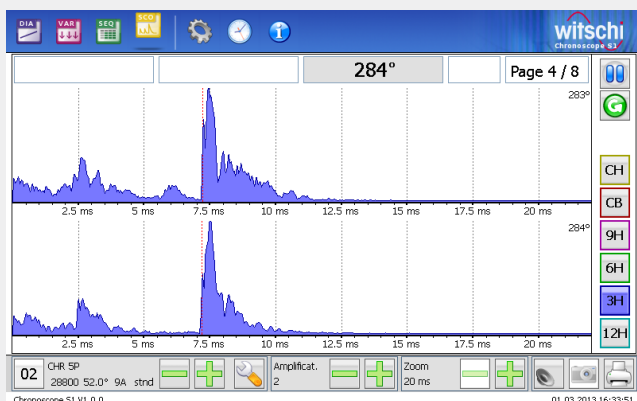 DIA VAR SEQ SCO witschi
Chronoscope S1
284° Page 4 / 8
283°
G
2.5 ms 5 ms 7.5 ms 10 ms 12.5 ms 15 ms 17.5 ms 20 ms
CH
CB
284°
9H
6H
3H
2.5 ms 5 ms 7.5 ms 10 ms 12.5 ms 15 ms 17.5 ms 20 ms
12H
02 CHR 5P Amplificat. Zoom
28800 52.0° 9A stnd 2 20 ms
Chronoscope S1 V1.0.0 01.03.2013 16:33:51